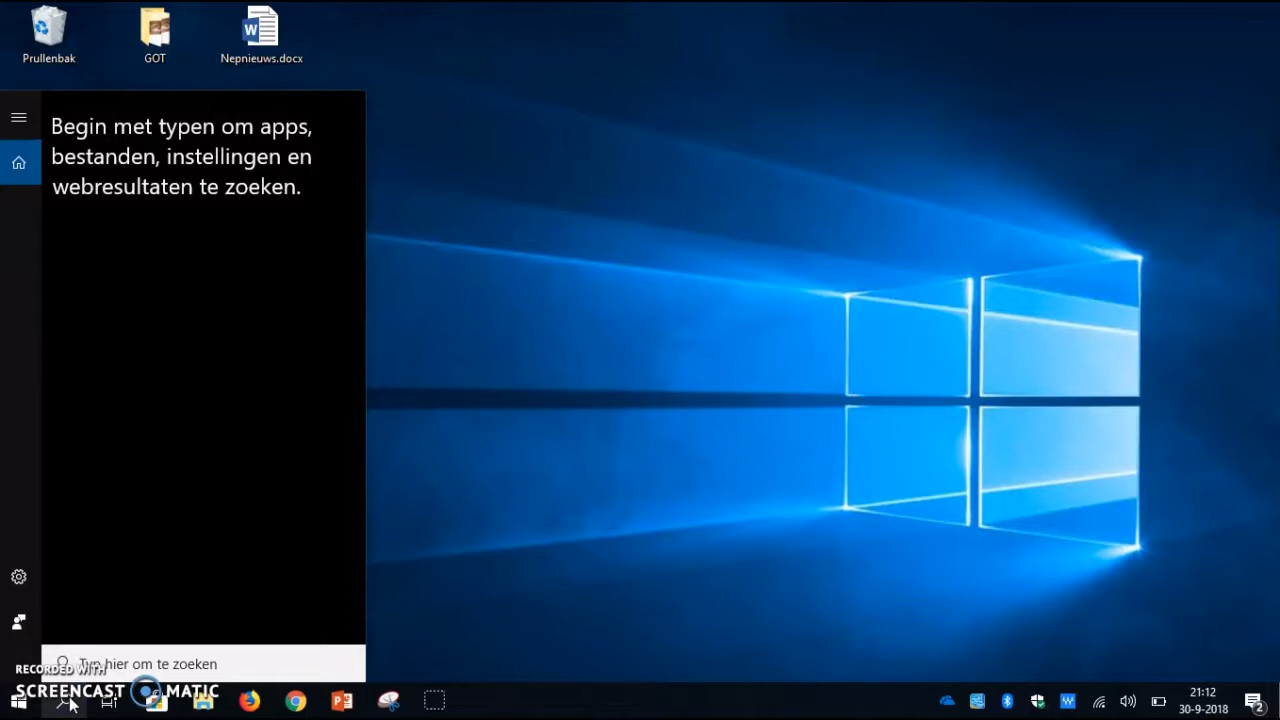 Prullenbak
GOT
Nepnieuws.docx
Begin met typen om apps,
bestanden, instellingen en
webresultaten te zoeken.
Typ hier om te zoeken
RECORDED WITH
SCREENCAST MATIC
21:12
30-9-2018
2